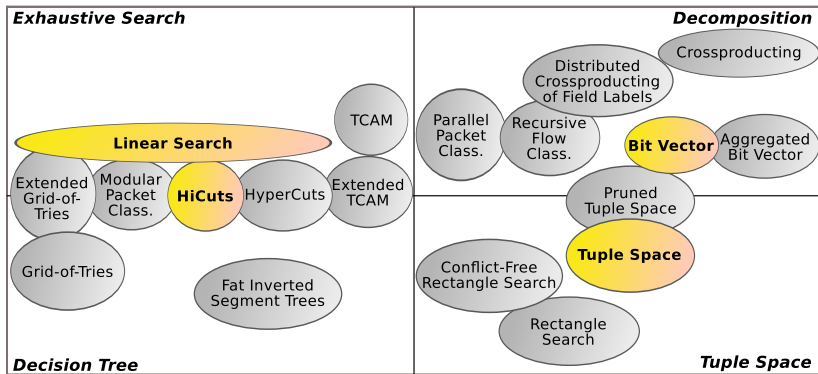 Exhaustive Search
Linear Search
TCAM
Extended
Grid-of-
Tries
Modular
Packet
Class.
HiCuts
HyperCuts
Extended
TCAM
Grid-of-Tries
Fat Inverted
Segment Trees
Decision Tree
Decomposition
Crossproducting
Distributed
Crossproducting
of Field Labels
Parallel
Packet
Class.
Recursive
Flow
Class.
Bit Vector
Aggregated
Bit Vector
Pruned
Tuple Space
Tuple Space
Conflict-Free
Rectangle Search
Rectangle
Search
Tuple Space